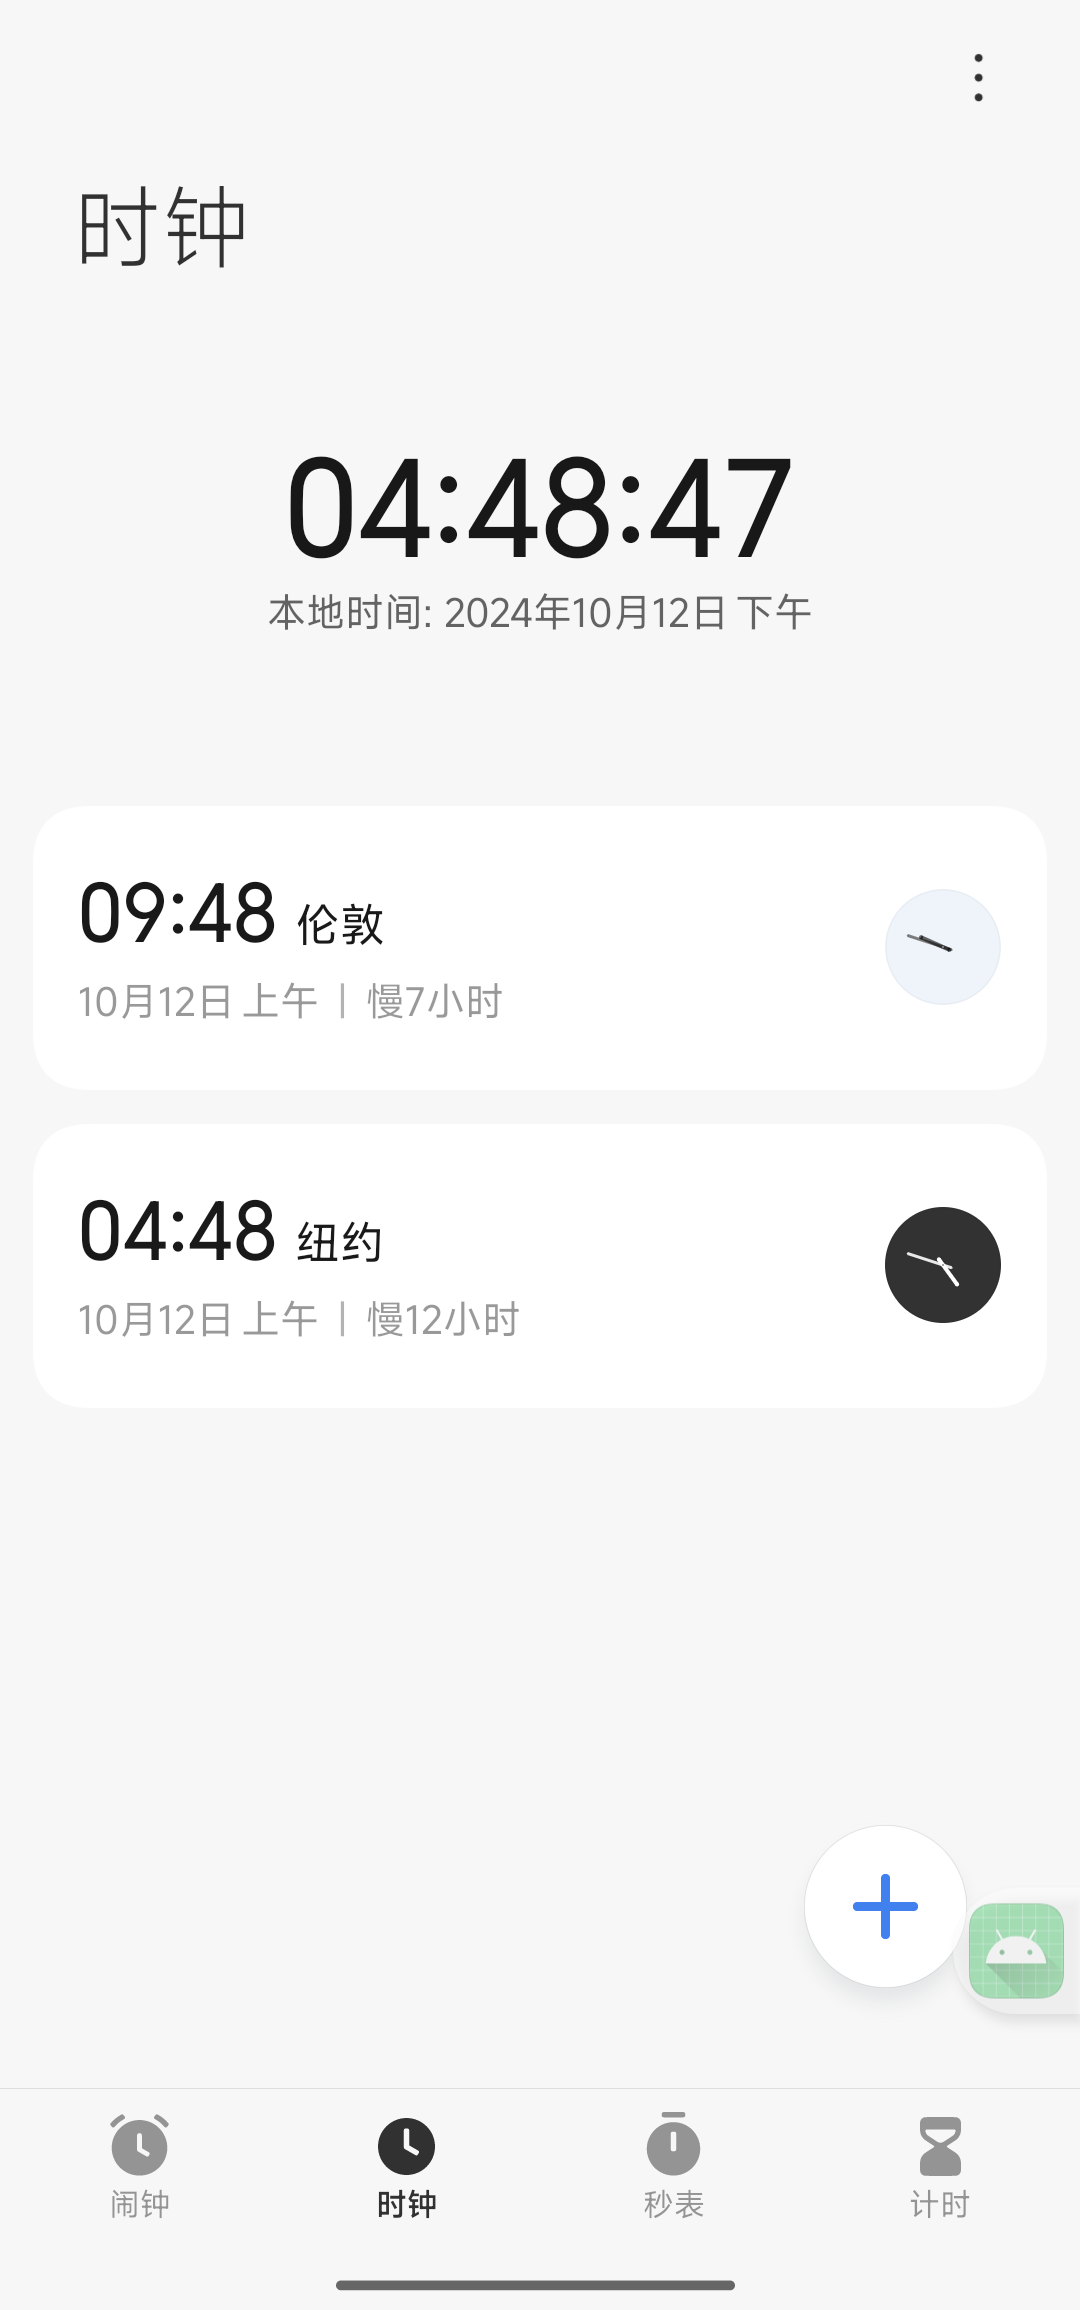 时钟
04:48:47
本地时间: 2024年10月12日 下午
09:48 伦敦
10月12日 上午 | 慢7小时
04:48 纽约
10月12日 上午 | 慢12小时
闹钟 时钟 秒表 计时